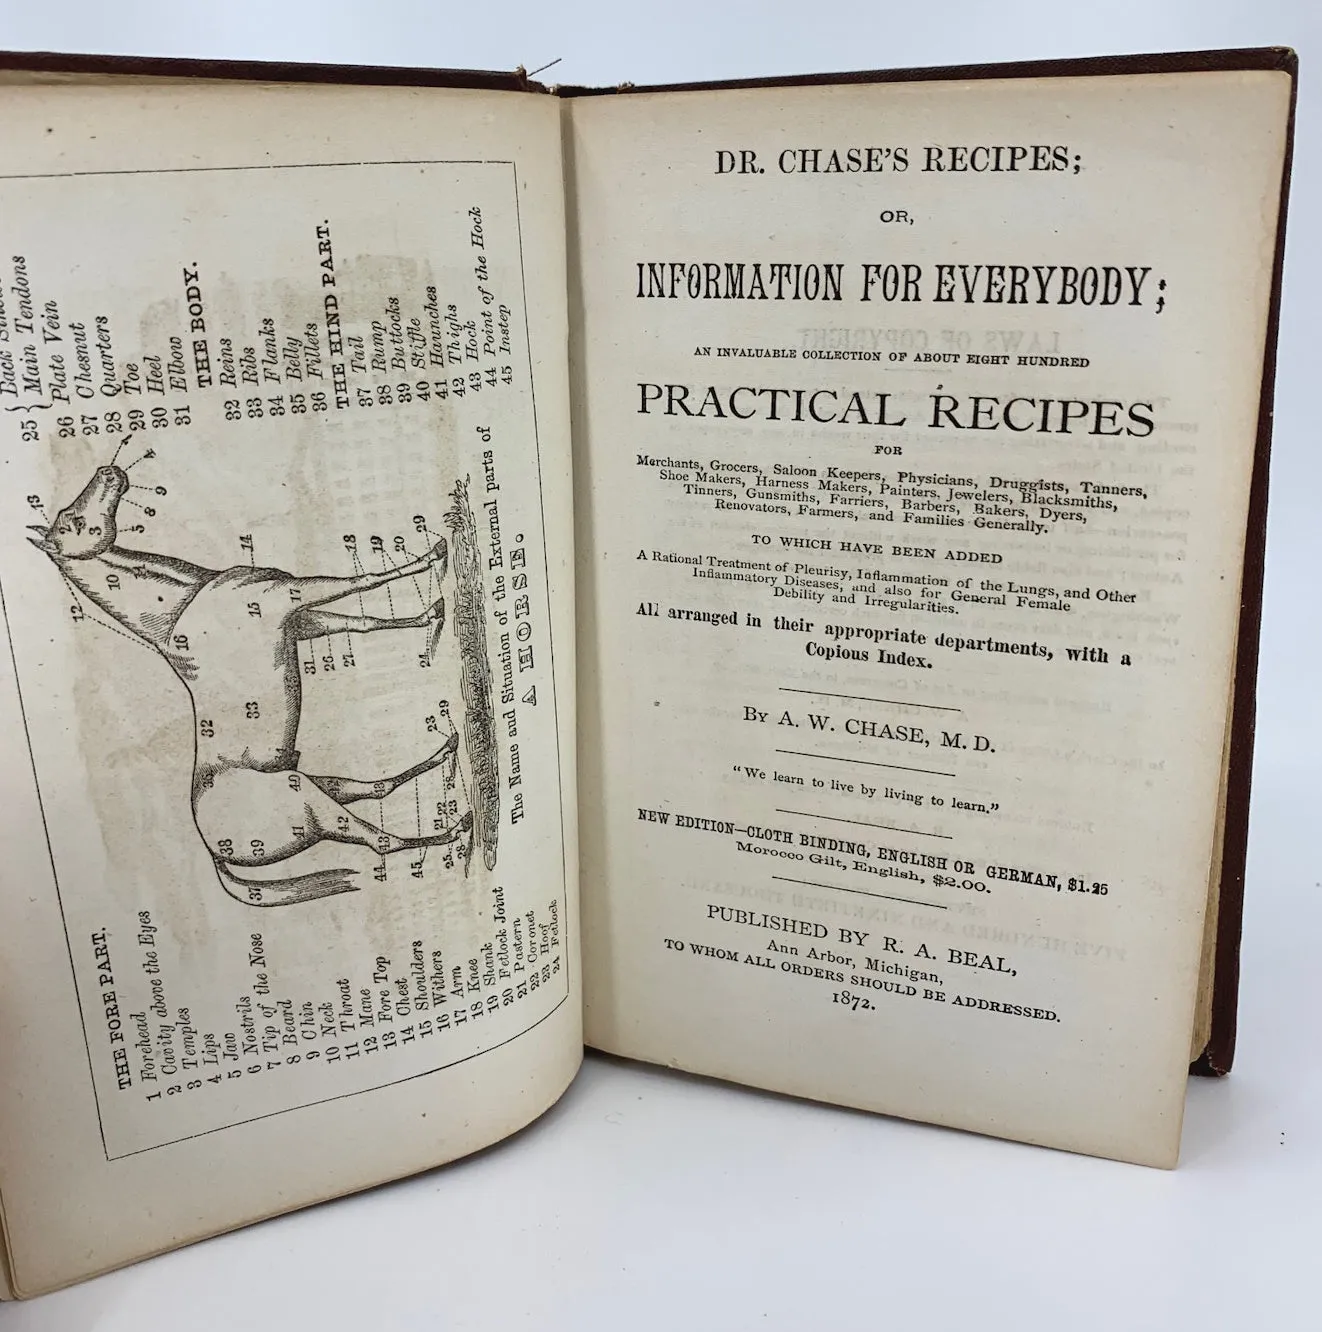 Back Sinew
25 { Main Tendons
26 Plate Vein
27 Chesnut
28 Quarters
29 Toe
30 Heel
31 Elbow
THE BODY.
32 Reins
33 Ribs
34 Flanks
35 Belly
36 Fillets
THE HIND PART.
37 Tail
38 Rump
39 Buttocks
40 Stiffle
41 Haunches
42 Thighs
43 Hock
44 Point of the Hock
45 Instep
The Name and Situation of the External parts of
A HORSE.
THE FORE PART.
1 Forehead
2 Cavity above the Eyes
3 Temples
4 Lips
5 Jaw
6 Nostrils
7 Tip of the Nose
8 Beard
9 Chin
10 Neck
11 Throat
12 Mane
13 Fore Top
14 Chest
15 Shoulders
16 Withers
17 Arm
18 Knee
19 Shank
20 Fetlock Joint
21 Pastern
22 Coronet
23 Hoof
24 Fetlock
DR. CHASE'S RECIPES;
OR,
INFORMATION FOR EVERYBODY;
AN INVALUABLE COLLECTION OF ABOUT EIGHT HUNDRED
PRACTICAL RECIPES
FOR
Merchants, Grocers, Saloon Keepers, Physicians, Druggists, Tanners,
Shoe Makers, Harness Makers, Painters, Jewelers, Blacksmiths,
Tinners, Gunsmiths, Farriers, Barbers, Bakers, Dyers,
Renovators, Farmers, and Families Generally.
TO WHICH HAVE BEEN ADDED
A Rational Treatment of Pleurisy, Inflammation of the Lungs, and Other
Inflammatory Diseases, and also for General Female
Debility and Irregularities.
All arranged in their appropriate departments, with a
Copious Index.
BY A. W. CHASE, M. D.
"We learn to live by living to learn."
NEW EDITION—CLOTH BINDING, ENGLISH OR GERMAN, $1.25
Morocco Gilt, English, $2.00.
PUBLISHED BY R. A. BEAL,
Ann Arbor, Michigan,
TO WHOM ALL ORDERS SHOULD BE ADDRESSED.
1872.